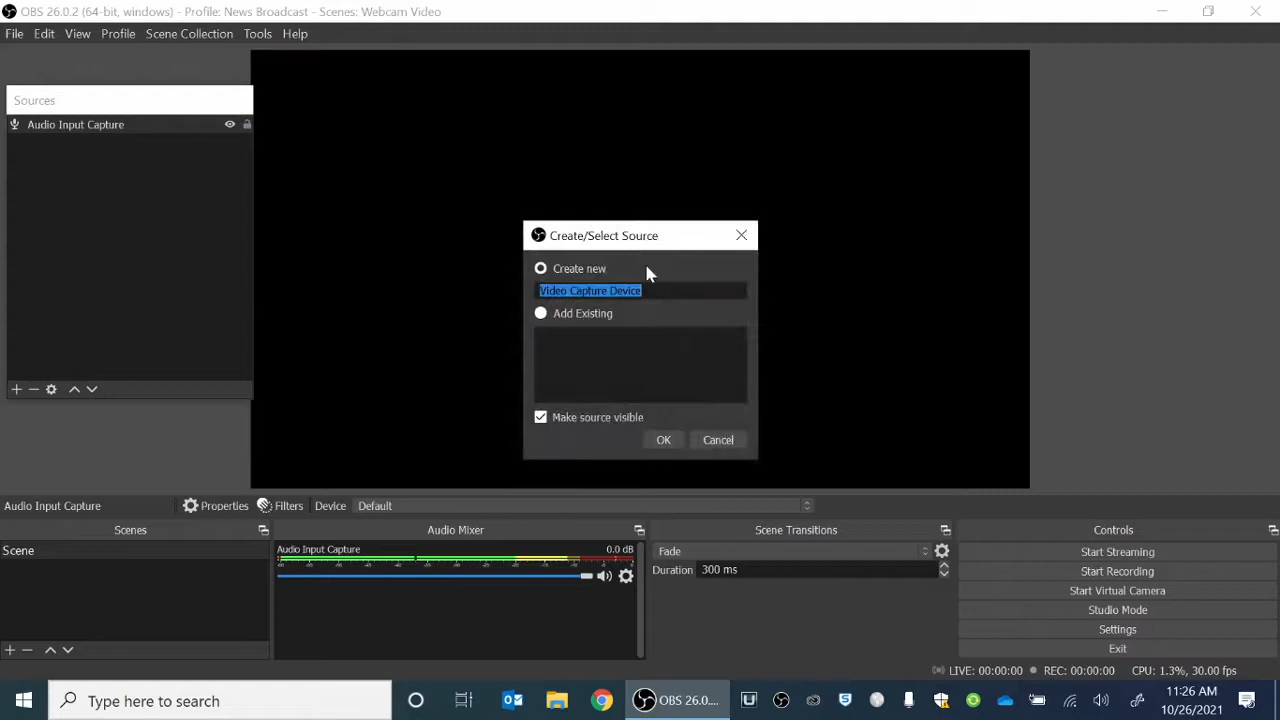 OBS 26.0.2 (64-bit, windows) - Profile: News Broadcast - Scenes: Webcam Video
File Edit View Profile Scene Collection Tools Help
Sources
Audio Input Capture
Create/Select Source
Create new
Video Capture Device
Add Existing
Make source visible
OK Cancel
Audio Input Capture Properties Filters Device Default
Scenes Audio Mixer Scene Transitions Controls
Scene
Audio Input Capture 0.0 dB
Fade
Duration 300 ms
Start Streaming
Start Recording
Start Virtual Camera
Studio Mode
Settings
Exit
LIVE: 00:00:00 REC: 00:00:00 CPU: 1.3%, 30.00 fps
Type here to search
OBS 26.0....
11:26 AM
10/26/2021